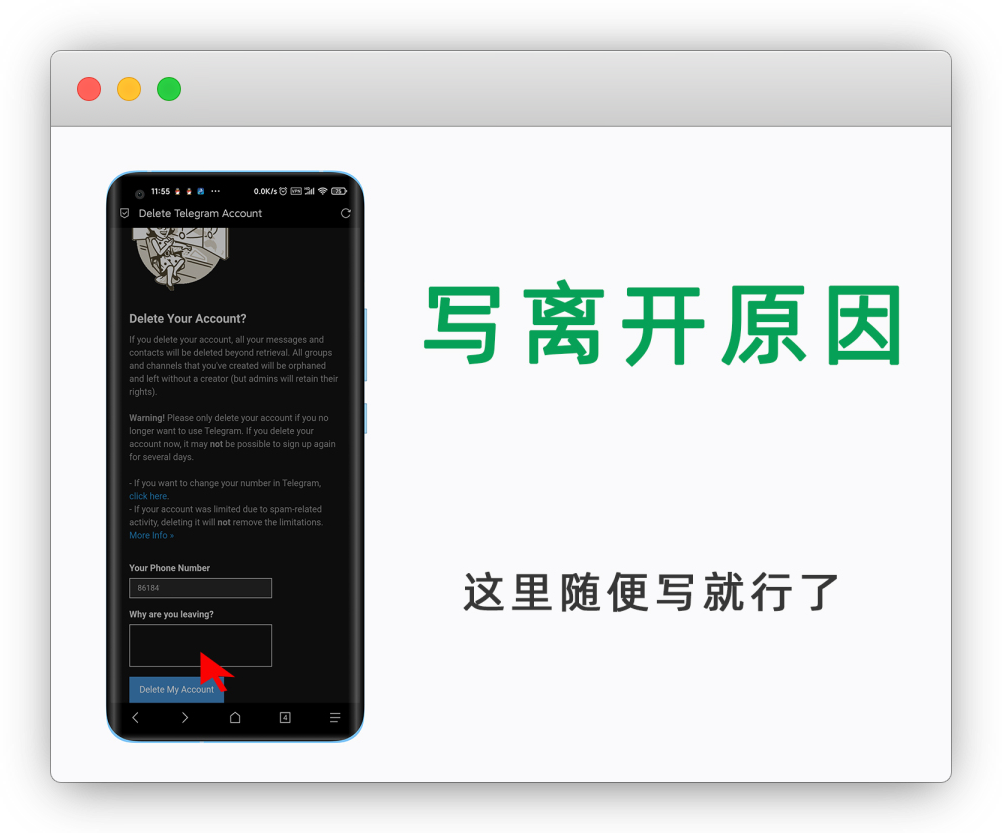 11:55
0.0K/s
VPN
75
Delete Telegram Account
Delete Your Account?
If you delete your account, all your messages and
contacts will be deleted beyond retrieval. All groups
and channels that you've created will be orphaned
and left without a creator (but admins will retain their
rights).
Warning! Please only delete your account if you no
longer want to use Telegram. If you delete your
account now, it may not be possible to sign up again
for several days.
- If you want to change your number in Telegram,
click here.
- If your account was limited due to spam-related
activity, deleting it will not remove the limitations.
More Info »
Your Phone Number
86184
Why are you leaving?
Delete My Account
4
写离开原因
这里随便写就行了